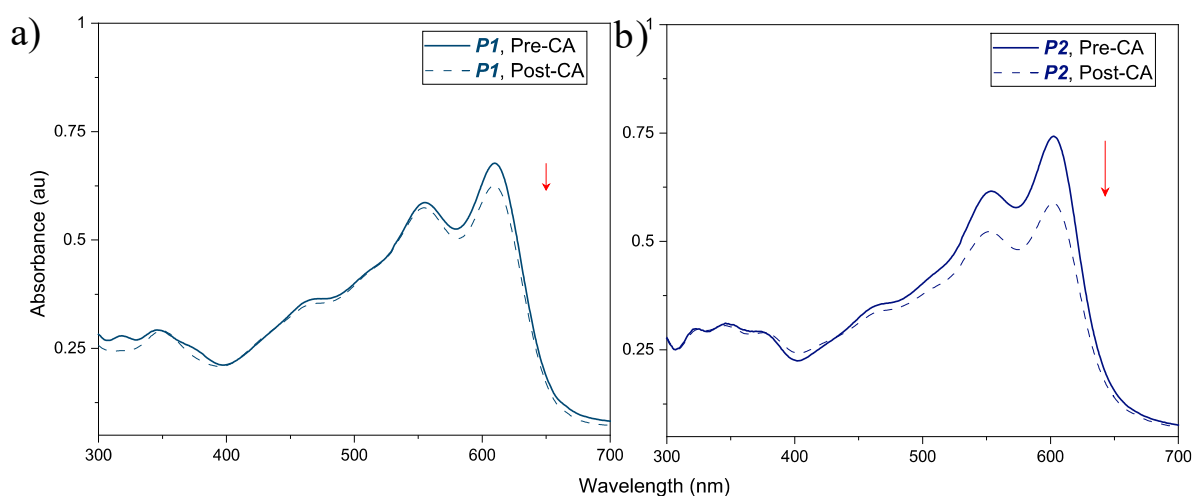 a)
1
0.75
0.5
0.25
Absorbance (au)
P1, Pre-CA
P1, Post-CA
300 400 500 600 700
b)
1
0.75
0.5
0.25
P2, Pre-CA
P2, Post-CA
300 400 500 600 700
Wavelength (nm)